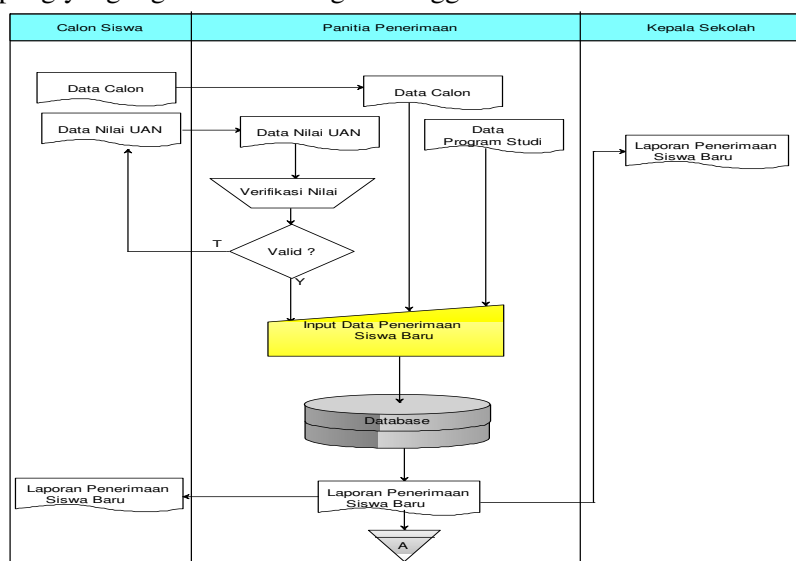 Calon Siswa
Panitia Penerimaan
Kepala Sekolah
Data Calon
Data Calon
Data Nilai UAN
Data Nilai UAN
Data
Program Studi
Laporan Penerimaan
Siswa Baru
Verifikasi Nilai
T
Valid ?
Y
Input Data Penerimaan
Siswa Baru
Database
Laporan Penerimaan
Siswa Baru
Laporan Penerimaan
Siswa Baru
A